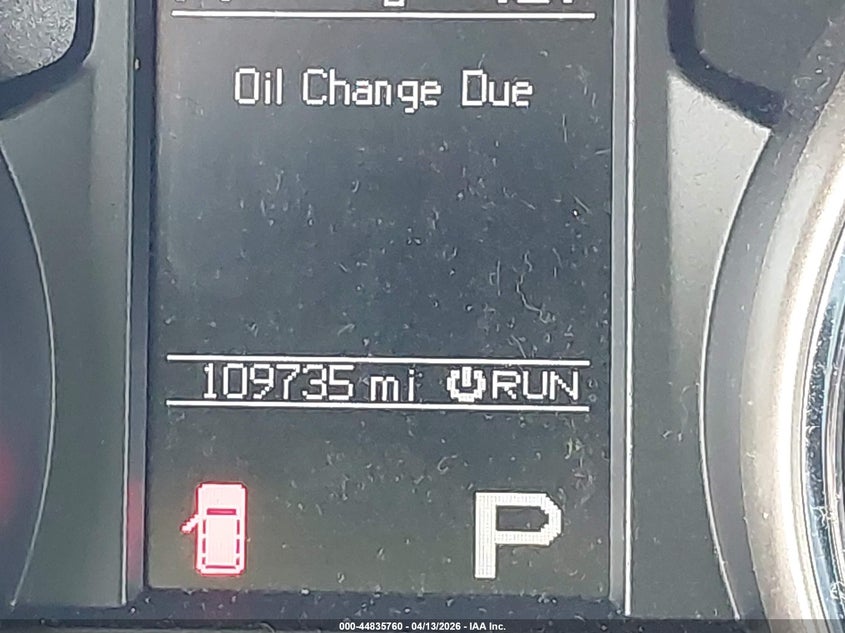 Oil Change Due
109735 mi RUN
P
000-44835760 - 04/13/2026 - IAA Inc.